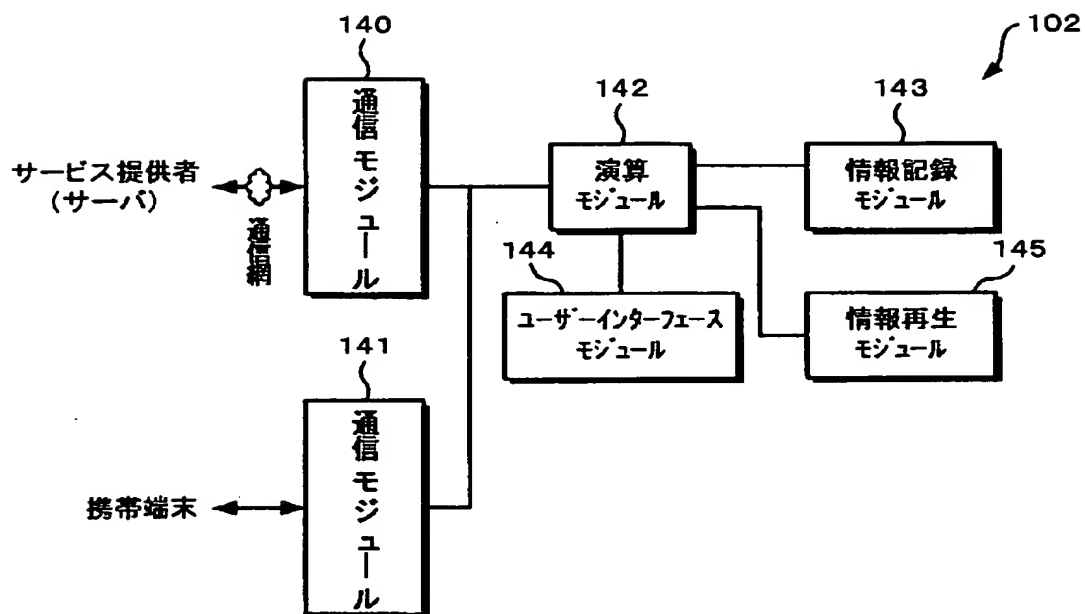 102
140
通信モジュール
サービス提供者
(サーバ)
通信網
142
演算
モジュール
143
情報記録
モジュール
144
ユーザーインターフェース
モジュール
145
情報再生
モジュール
141
通信モジュール
携帯端末